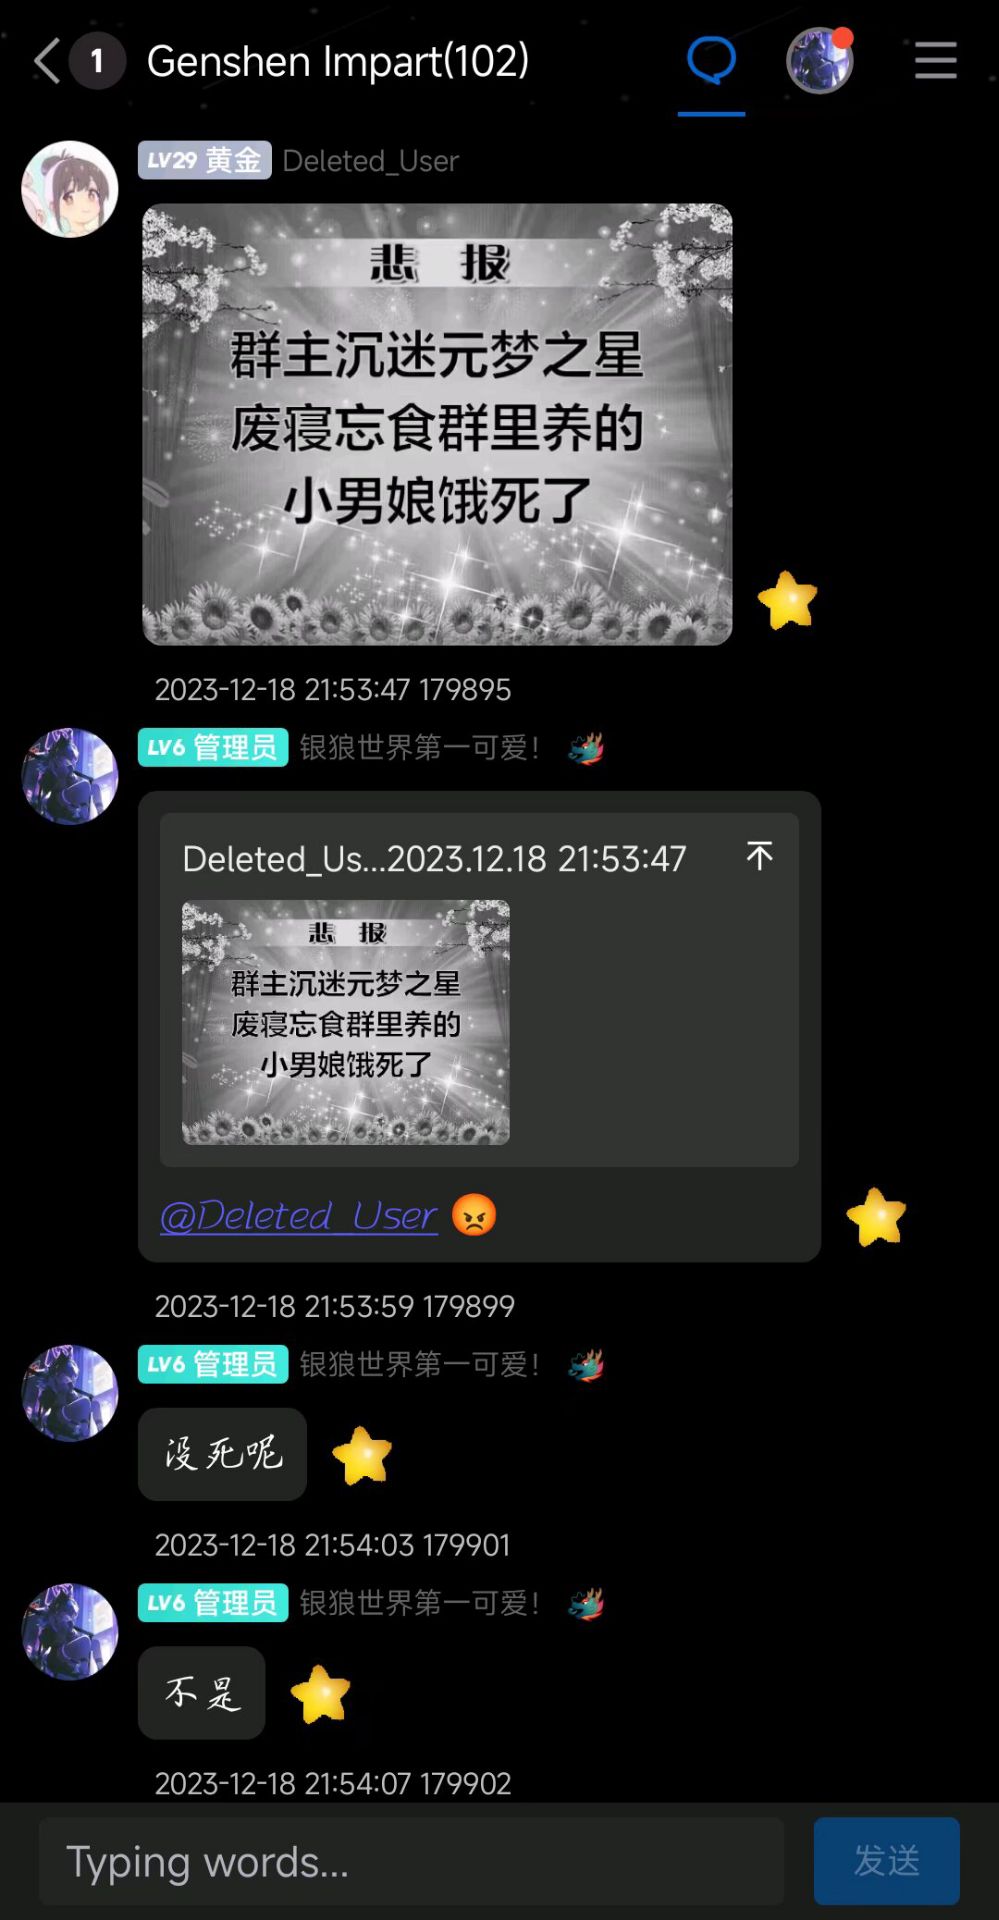 1 Genshen Impart(102)
LV29 黄金 Deleted_User
悲 报
群主沉迷元梦之星
废寝忘食群里养的
小男娘饿死了
2023-12-18 21:53:47 179895
LV6 管理员 银狼世界第一可爱！
Deleted_Us...2023.12.18 21:53:47
悲 报
群主沉迷元梦之星
废寝忘食群里养的
小男娘饿死了
@Deleted_User 😡
2023-12-18 21:53:59 179899
LV6 管理员 银狼世界第一可爱！
没死呢
2023-12-18 21:54:03 179901
LV6 管理员 银狼世界第一可爱！
不是
2023-12-18 21:54:07 179902
Typing words...
发送